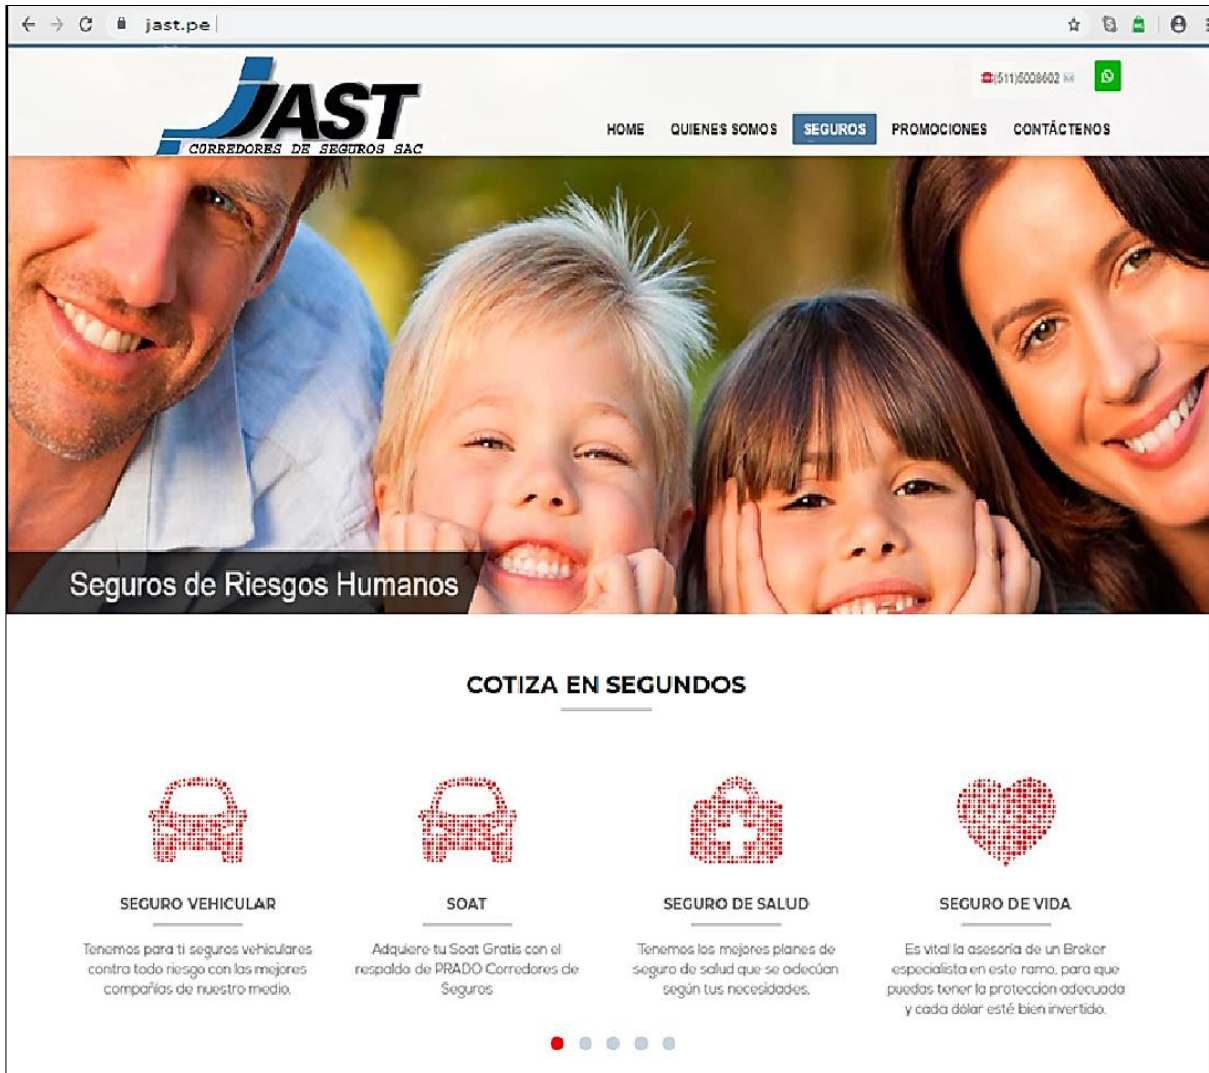 jast.pe
JAST
CORREDORES DE SEGUROS SAC
(511)5008602
HOME QUIENES SOMOS SEGUROS PROMOCIONES CONTÁCTENOS
Seguros de Riesgos Humanos
COTIZA EN SEGUNDOS
SEGURO VEHICULAR
Tenemos para ti seguros vehiculares
contra todo riesgo con las mejores
compañías de nuestro medio.
SOAT
Adquiere tu Soat Gratis con el
respaldo de PRADO Corredores de
Seguros
SEGURO DE SALUD
Tenemos los mejores planes de
seguro de salud que se adecúan
según tus necesidades.
SEGURO DE VIDA
Es vital la asesoría de un Broker
especialista en este ramo, para que
puedas tener la protección adecuada
y cada dólar esté bien invertido.